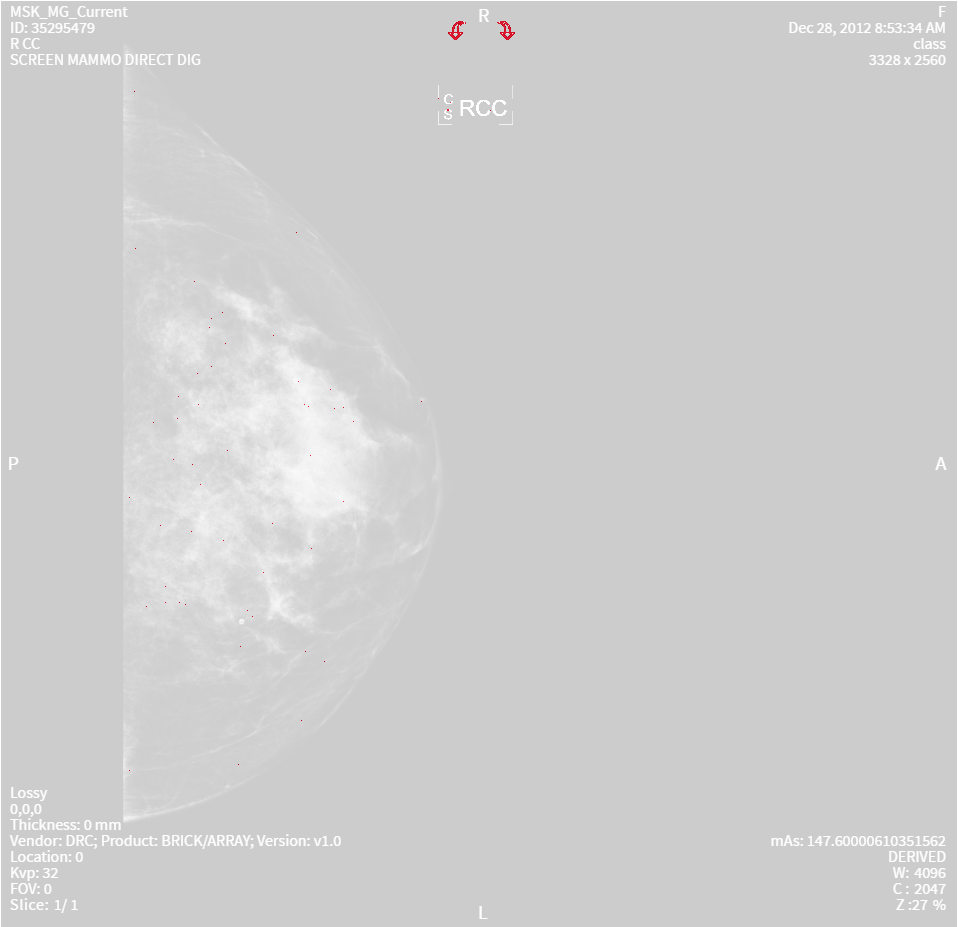 MSK_MG_Current
ID: 35295479
R CC
SCREEN MAMMO DIRECT DIG
R
F
Dec 28, 2012 8:53:34 AM
class
3328 x 2560
C
S
RCC
P
A
Lossy
0,0,0
Thickness: 0 mm
Vendor: DRC; Product: BRICK/ARRAY; Version: v1.0
Location: 0
Kvp: 32
FOV: 0
Slice: 1/ 1
L
mAs: 147.60000610351562
DERIVED
W: 4096
C : 2047
Z :27 %